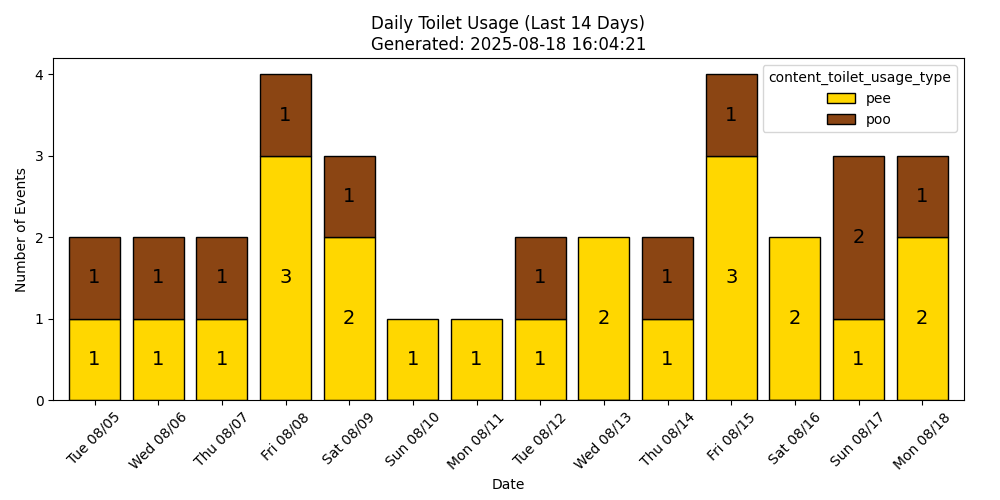 Daily Toilet Usage (Last 14 Days)
Generated: 2025-08-18 16:04:21
content_toilet_usage_type
pee
poo
Number of Events
4
3
2
1
0
1 1 1 1 1 1 1 1 2 1
1 1 1 3 2 1 1 1 2 1 3 2 1 2
Tue 08/05
Wed 08/06
Thu 08/07
Fri 08/08
Sat 08/09
Sun 08/10
Mon 08/11
Tue 08/12
Wed 08/13
Thu 08/14
Fri 08/15
Sat 08/16
Sun 08/17
Mon 08/18
Date